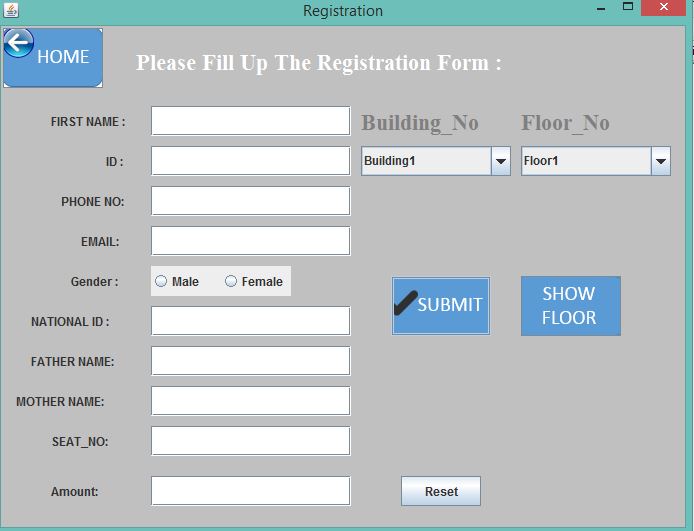 Registration
HOME
Please Fill Up The Registration Form :
FIRST NAME :
Building_No
Floor_No
ID :
Building1
Floor1
PHONE NO:
EMAIL:
Gender :
Male
Female
SUBMIT
SHOW
FLOOR
NATIONAL ID :
FATHER NAME:
MOTHER NAME:
SEAT_NO:
Amount:
Reset